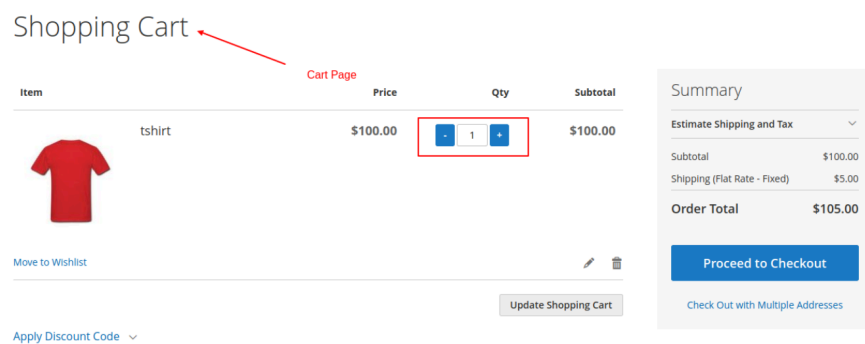 Shopping Cart
Cart Page
Item Price Qty Subtotal
tshirt $100.00 - 1 + $100.00
Move to Wishlist
Update Shopping Cart
Apply Discount Code
Summary
Estimate Shipping and Tax
Subtotal $100.00
Shipping (Flat Rate - Fixed) $5.00
Order Total $105.00
Proceed to Checkout
Check Out with Multiple Addresses